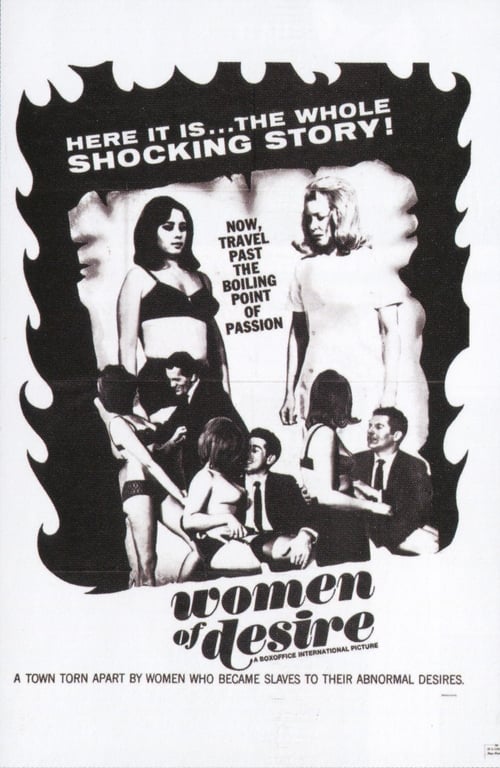 HERE IT IS...THE WHOLE
SHOCKING STORY!
NOW,
TRAVEL
PAST
THE
BOILING
POINT
OF
PASSION
women
of desire
A BOXOFFICE INTERNATIONAL PICTURE
A TOWN TORN APART BY WOMEN WHO BECAME SLAVES TO THEIR ABNORMAL DESIRES.